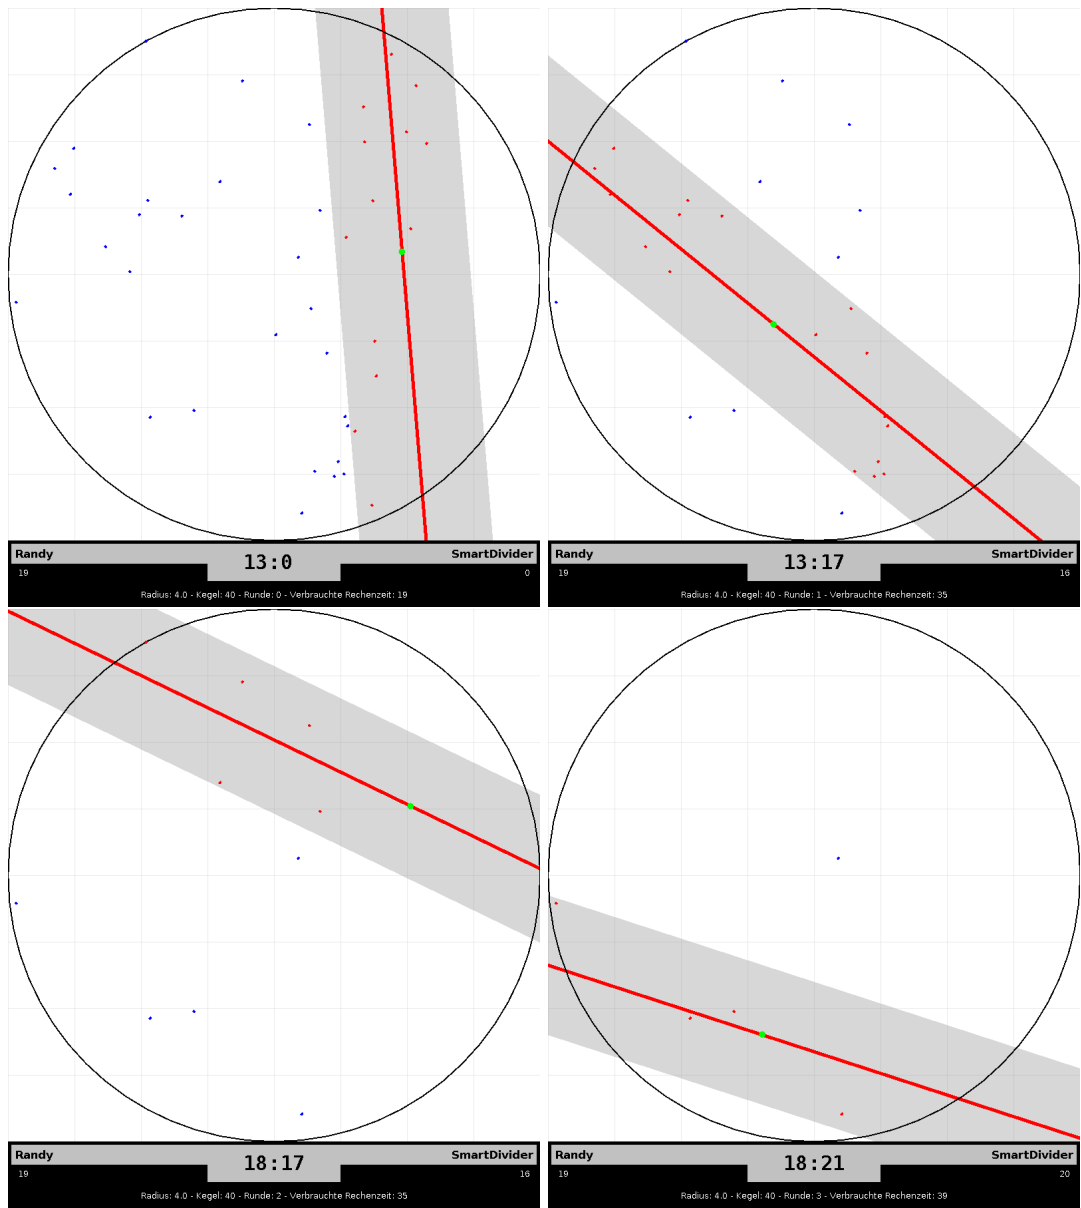 Randy 13:0 SmartDivider
19 0
Radius: 4.0 - Kegel: 40 - Runde: 0 - Verbrauchte Rechenzeit: 19
Randy 13:17 SmartDivider
19 16
Radius: 4.0 - Kegel: 40 - Runde: 1 - Verbrauchte Rechenzeit: 35
Randy 18:17 SmartDivider
19 16
Radius: 4.0 - Kegel: 40 - Runde: 2 - Verbrauchte Rechenzeit: 35
Randy 18:21 SmartDivider
19 20
Radius: 4.0 - Kegel: 40 - Runde: 3 - Verbrauchte Rechenzeit: 39